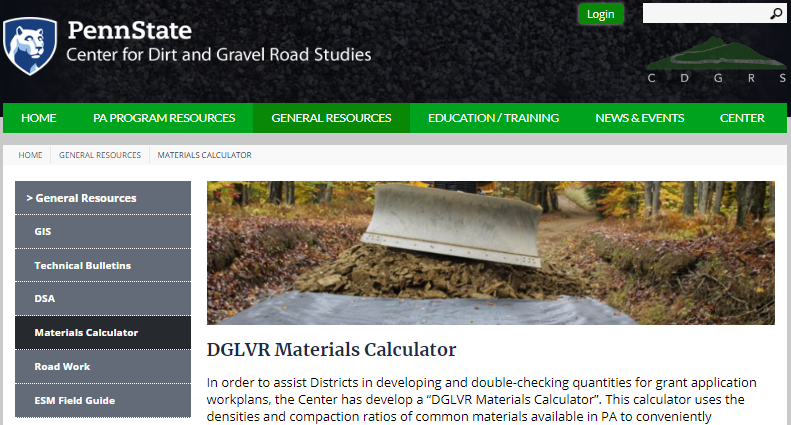 Login
PennState
Center for Dirt and Gravel Road Studies
C D G R S
HOME PA PROGRAM RESOURCES GENERAL RESOURCES EDUCATION / TRAINING NEWS & EVENTS CENTER
HOME GENERAL RESOURCES MATERIALS CALCULATOR
> General Resources
GIS
Technical Bulletins
DSA
Materials Calculator
Road Work
ESM Field Guide
DGLVR Materials Calculator
In order to assist Districts in developing and double-checking quantities for grant application
workplans, the Center has develop a “DGLVR Materials Calculator”. This calculator uses the
densities and compaction ratios of common materials available in PA to conveniently